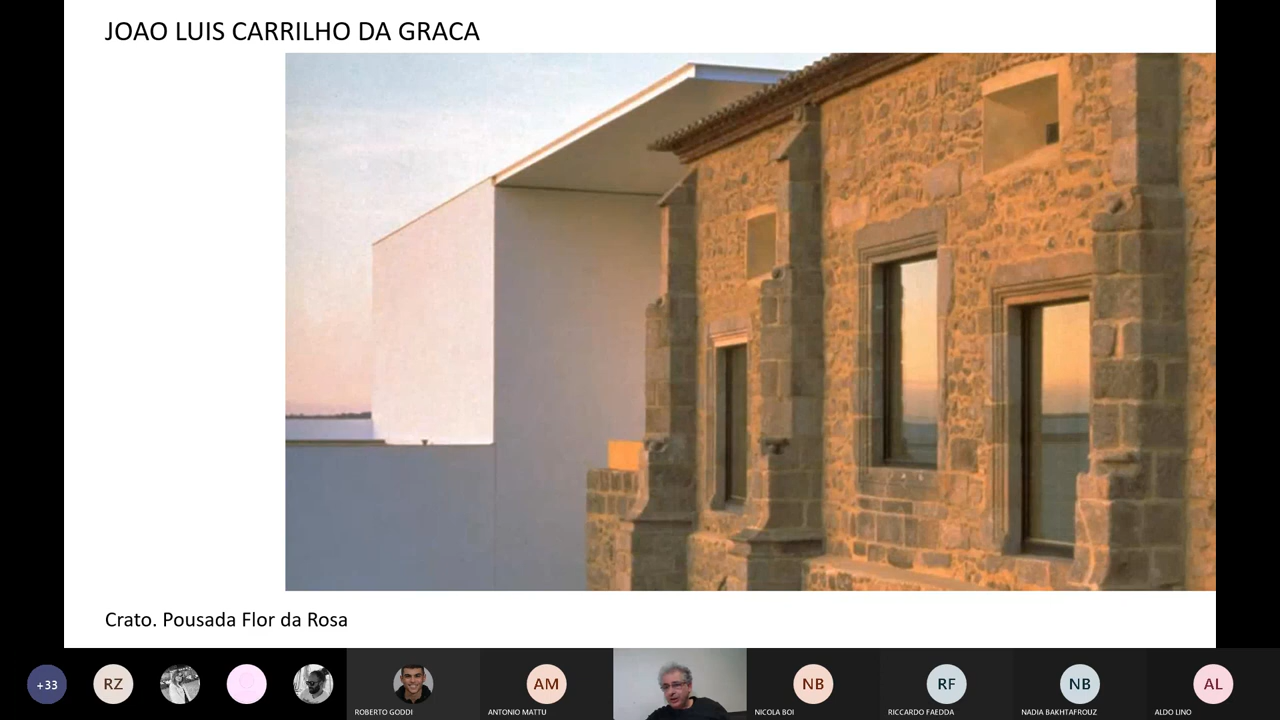 JOAO LUIS CARRILHO DA GRACA
Crato. Pousada Flor da Rosa
+33
RZ
AM
NB
RF
NB
AL
ROBERTO GODDI
ANTONIO MATTU
NICOLA BOI
RICCARDO FAEDDA
NADIA BAKHTAFROUZ
ALDO LINO